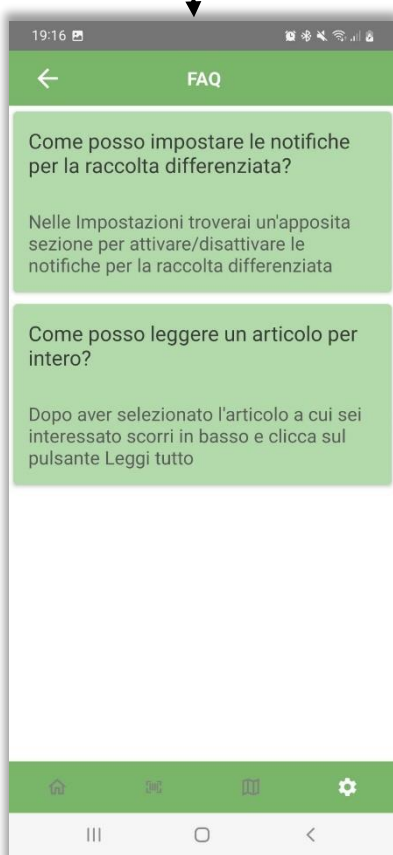 19:16
FAQ
Come posso impostare le notifiche
per la raccolta differenziata?
Nelle Impostazioni troverai un'apposita
sezione per attivare/disattivare le
notifiche per la raccolta differenziata
Come posso leggere un articolo per
intero?
Dopo aver selezionato l'articolo a cui sei
interessato scorri in basso e clicca sul
pulsante Leggi tutto